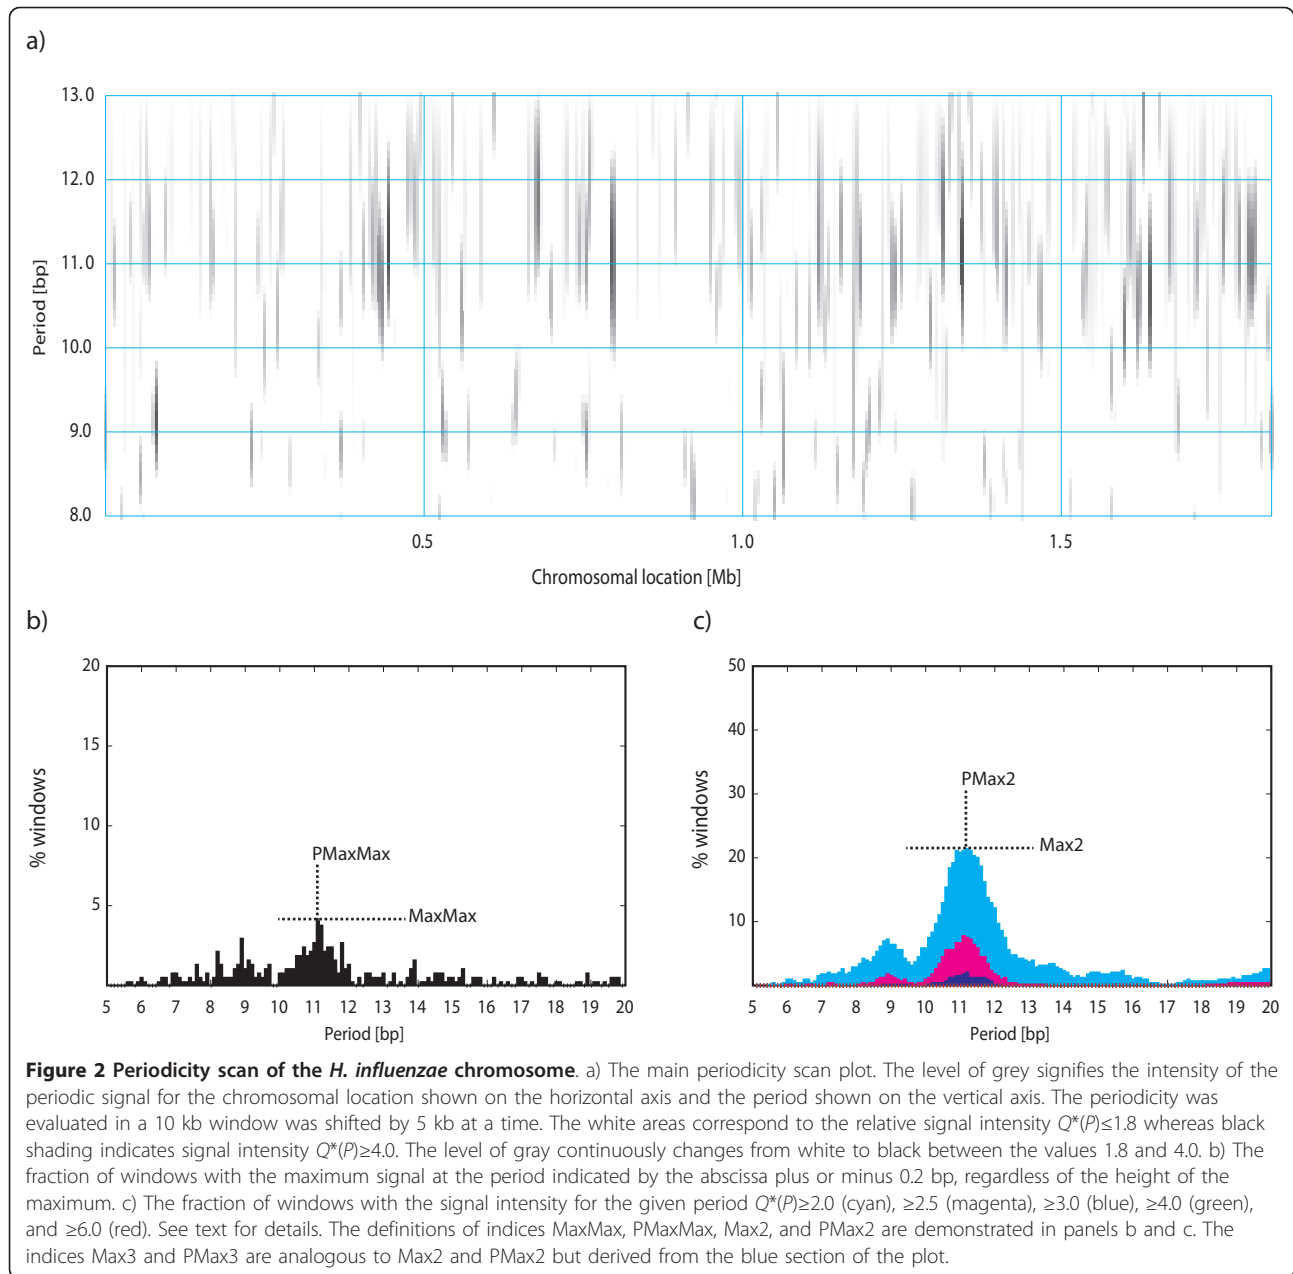 a)
13.0
12.0
11.0
10.0
9.0
8.0
Period [bp]
0.5 1.0 1.5
Chromosomal location [Mb]
b)
20
15
10
5
% windows
PMaxMax
MaxMax
5 6 7 8 9 10 11 12 13 14 15 16 17 18 19 20
Period [bp]
c)
50
40
30
20
10
% windows
PMax2
Max2
5 6 7 8 9 10 11 12 13 14 15 16 17 18 19 20
Period [bp]
Figure 2 Periodicity scan of the H. influenzae chromosome. a) The main periodicity scan plot. The level of grey signifies the intensity of the
periodic signal for the chromosomal location shown on the horizontal axis and the period shown on the vertical axis. The periodicity was
evaluated in a 10 kb window was shifted by 5 kb at a time. The white areas correspond to the relative signal intensity Q*(P)≤1.8 whereas black
shading indicates signal intensity Q*(P)≥4.0. The level of gray continuously changes from white to black between the values 1.8 and 4.0. b) The
fraction of windows with the maximum signal at the period indicated by the abscissa plus or minus 0.2 bp, regardless of the height of the
maximum. c) The fraction of windows with the signal intensity for the given period Q*(P)≥2.0 (cyan), ≥2.5 (magenta), ≥3.0 (blue), ≥4.0 (green),
and ≥6.0 (red). See text for details. The definitions of indices MaxMax, PMaxMax, Max2, and PMax2 are demonstrated in panels b and c. The
indices Max3 and PMax3 are analogous to Max2 and PMax2 but derived from the blue section of the plot.